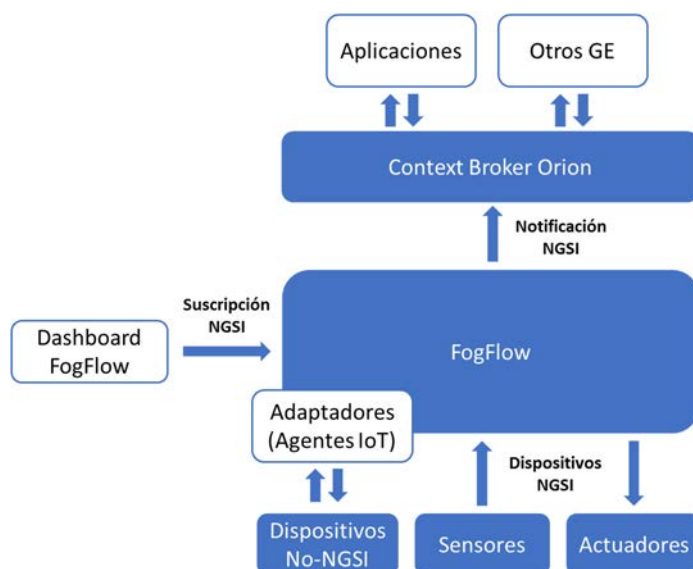 Aplicaciones
Otros GE
Context Broker Orion
Notificación
NGSI
Suscripción
NGSI
Dashboard
FogFlow
FogFlow
Adaptadores
(Agentes IoT)
Dispositivos
NGSI
Dispositivos
No-NGSI
Sensores
Actuadores